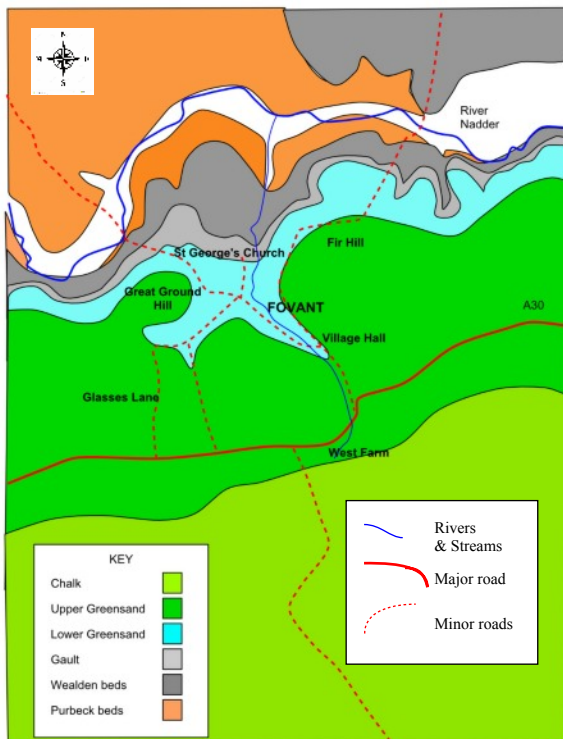 N
S
River
Nadder
St George's Church
Fir Hill
Great Ground
Hill
FOVANT
A30
Village Hall
Glasses Lane
West Farm
KEY
Chalk
Upper Greensand
Lower Greensand
Gault
Wealden beds
Purbeck beds
Rivers
& Streams
Major road
Minor roads